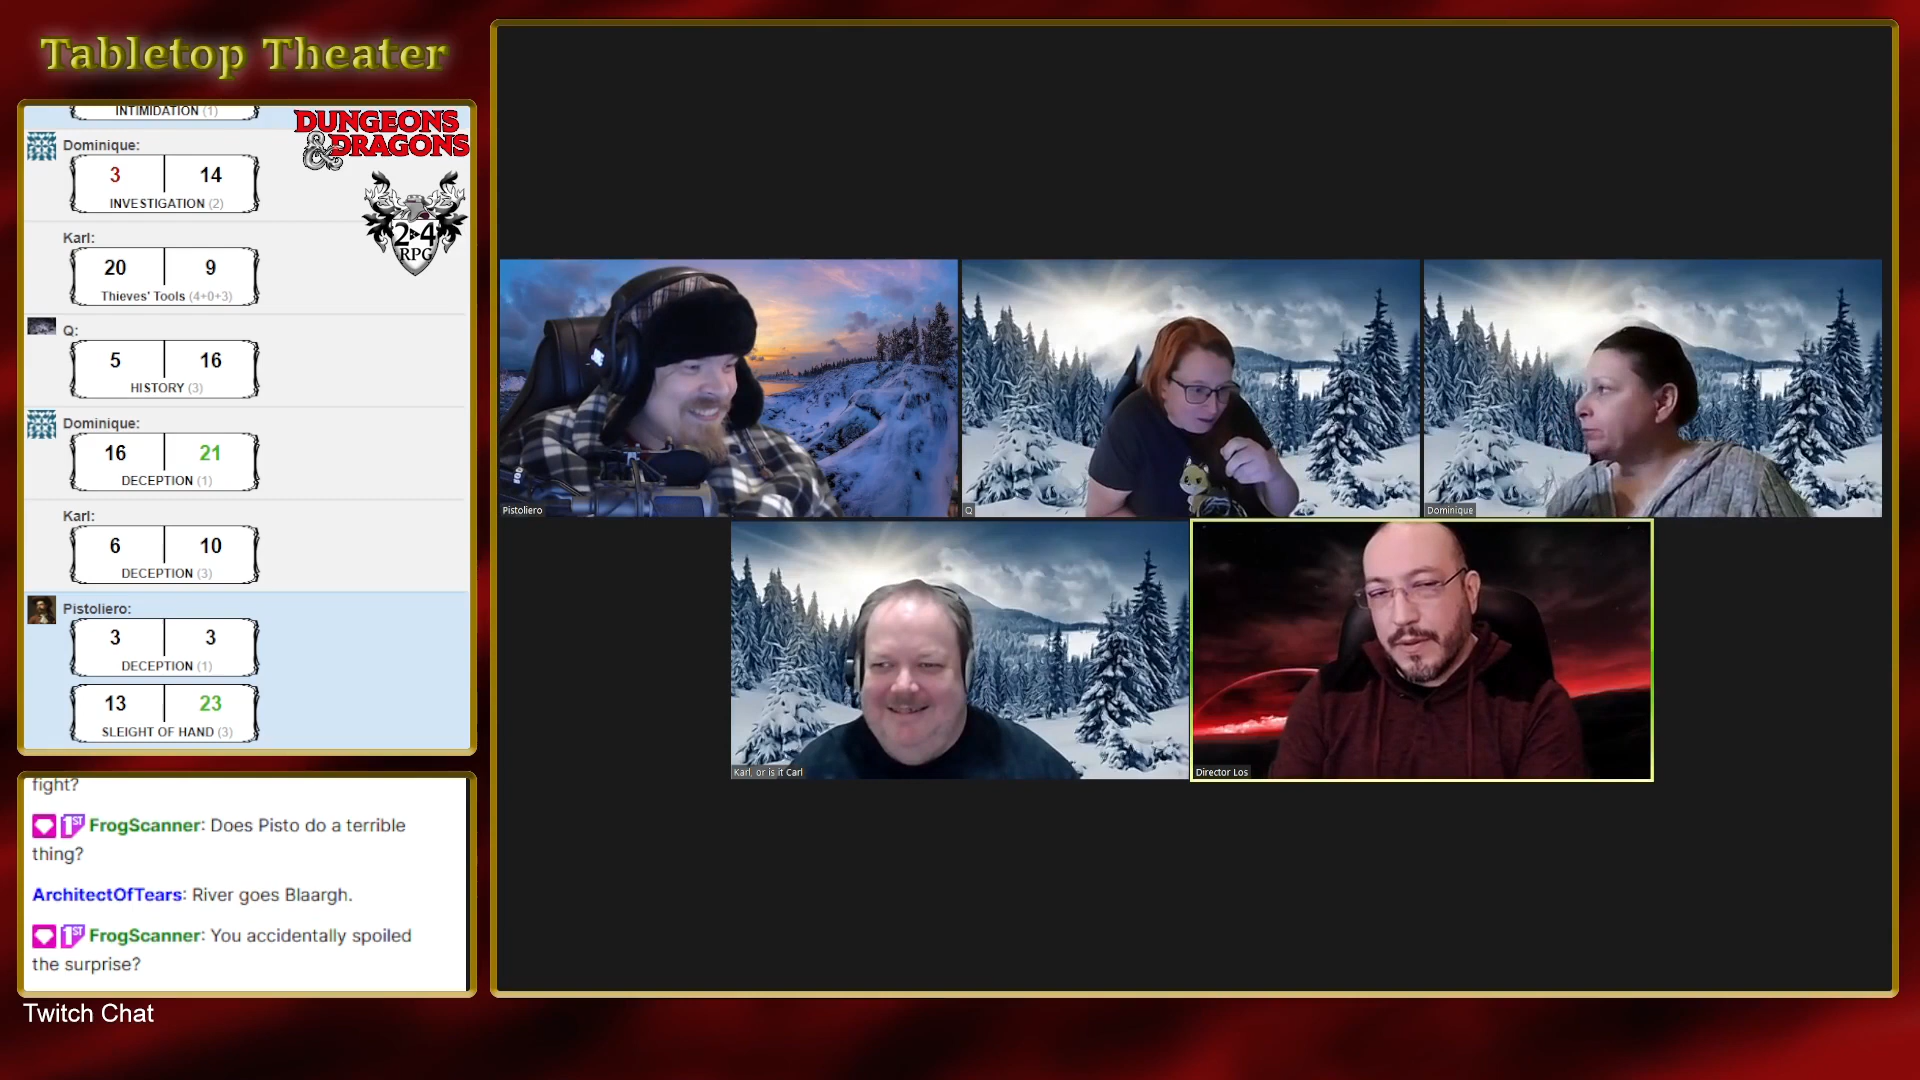 Tabletop Theater
INTIMIDATION (1)
DUNGEONS
& DRAGONS
2 4
RPG
Dominique:
3 14
INVESTIGATION (2)
Karl:
20 9
Thieves' Tools (4+0+3)
Q:
5 16
HISTORY (3)
Dominique:
16 21
DECEPTION (1)
Karl:
6 10
DECEPTION (3)
Pistoliero:
3 3
DECEPTION (1)
13 23
SLEIGHT OF HAND (3)
fight?
1ST FrogScanner: Does Pisto do a terrible
thing?
ArchitectOfTears: River goes Blaargh.
1ST FrogScanner: You accidentally spoiled
the surprise?
Twitch Chat
Pistoliero
Q
Dominique
Karl, or is it Carl
Director Los